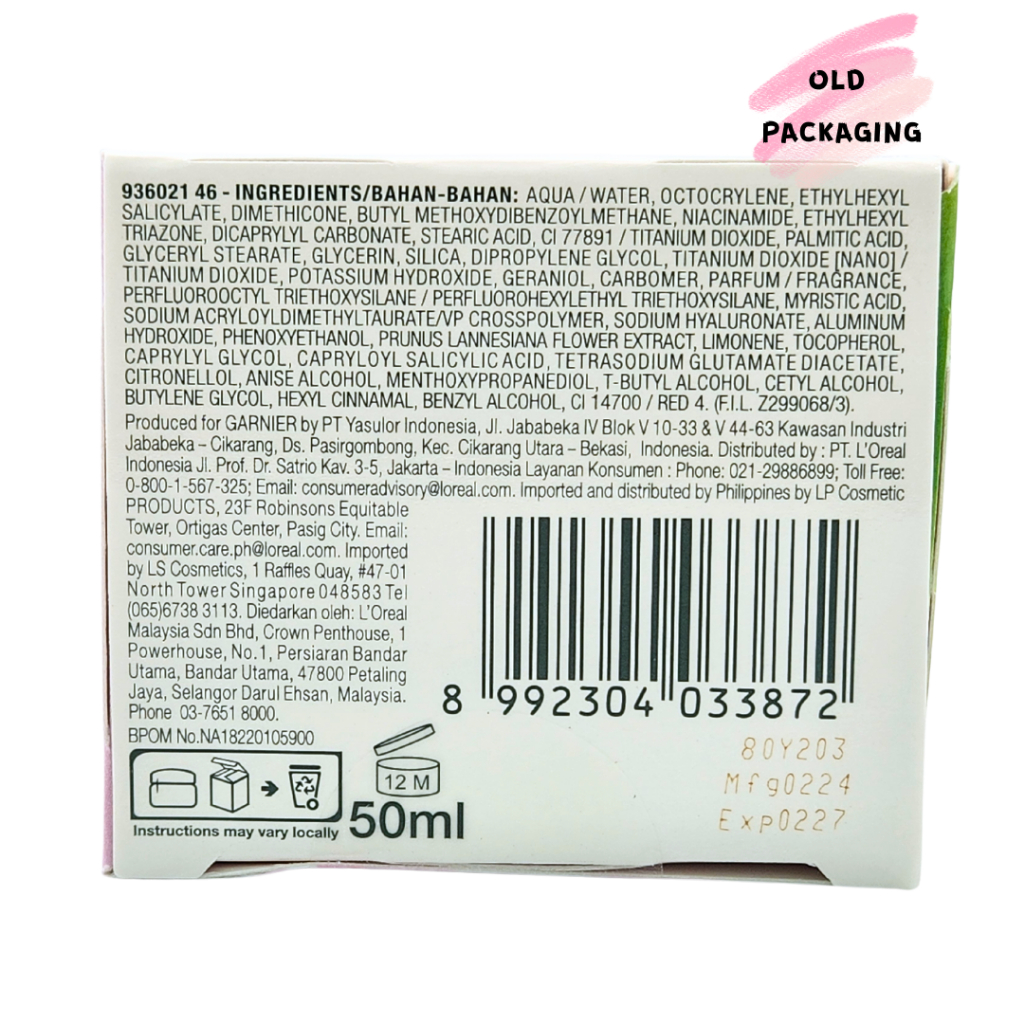 OLD
PACKAGING
936021 46 - INGREDIENTS/BAHAN-BAHAN: AQUA / WATER, OCTOCRYLENE, ETHYLHEXYL
SALICYLATE, DIMETHICONE, BUTYL METHOXYDIBENZOYLMETHANE, NIACINAMIDE, ETHYLHEXYL
TRIAZONE, DICAPRYLYL CARBONATE, STEARIC ACID, CI 77891 / TITANIUM DIOXIDE, PALMITIC ACID,
GLYCERYL STEARATE, GLYCERIN, SILICA, DIPROPYLENE GLYCOL, TITANIUM DIOXIDE [NANO] /
TITANIUM DIOXIDE, POTASSIUM HYDROXIDE, GERANIOL, CARBOMER, PARFUM / FRAGRANCE,
PERFLUOROOCTYL TRIETHOXYSILANE / PERFLUOROHEXYLETHYL TRIETHOXYSILANE, MYRISTIC ACID,
SODIUM ACRYLOYLDIMETHYLTAURATE/VP CROSSPOLYMER, SODIUM HYALURONATE, ALUMINUM
HYDROXIDE, PHENOXYETHANOL, PRUNUS LANNESIANA FLOWER EXTRACT, LIMONENE, TOCOPHEROL,
CAPRYLYL GLYCOL, CAPRYLOYL SALICYLIC ACID, TETRASODIUM GLUTAMATE DIACETATE,
CITRONELLOL, ANISE ALCOHOL, MENTHOXYPROPANEDIOL, T-BUTYL ALCOHOL, CETYL ALCOHOL,
BUTYLENE GLYCOL, HEXYL CINNAMAL, BENZYL ALCOHOL, CI 14700 / RED 4. (F.I.L. Z299068/3).
Produced for GARNIER by PT Yasulor Indonesia, Jl. Jababeka IV Blok V 10-33 & V 44-63 Kawasan Industri
Jababeka – Cikarang, Ds. Pasirgombong, Kec. Cikarang Utara – Bekasi, Indonesia. Distributed by : PT. L'Oreal
Indonesia Jl. Prof. Dr. Satrio Kav. 3-5, Jakarta – Indonesia Layanan Konsumen : Phone: 021-29886899; Toll Free:
0-800-1-567-325; Email: consumeradvisory@loreal.com. Imported and distributed by Philippines by LP Cosmetic
PRODUCTS, 23F Robinsons Equitable
Tower, Ortigas Center, Pasig City. Email:
consumer.care.ph@loreal.com. Imported
by LS Cosmetics, 1 Raffles Quay, #47-01
North Tower Singapore 048583 Tel
(065)6738 3113. Diedarkan oleh: L'Oreal
Malaysia Sdn Bhd, Crown Penthouse, 1
Powerhouse, No.1, Persiaran Bandar
Utama, Bandar Utama, 47800 Petaling
Jaya, Selangor Darul Ehsan, Malaysia.
Phone 03-7651 8000.
BPOM No.NA18220105900
8 992304 033872
80Y203
Mfg0224
Exp0227
12 M
Instructions may vary locally
50ml